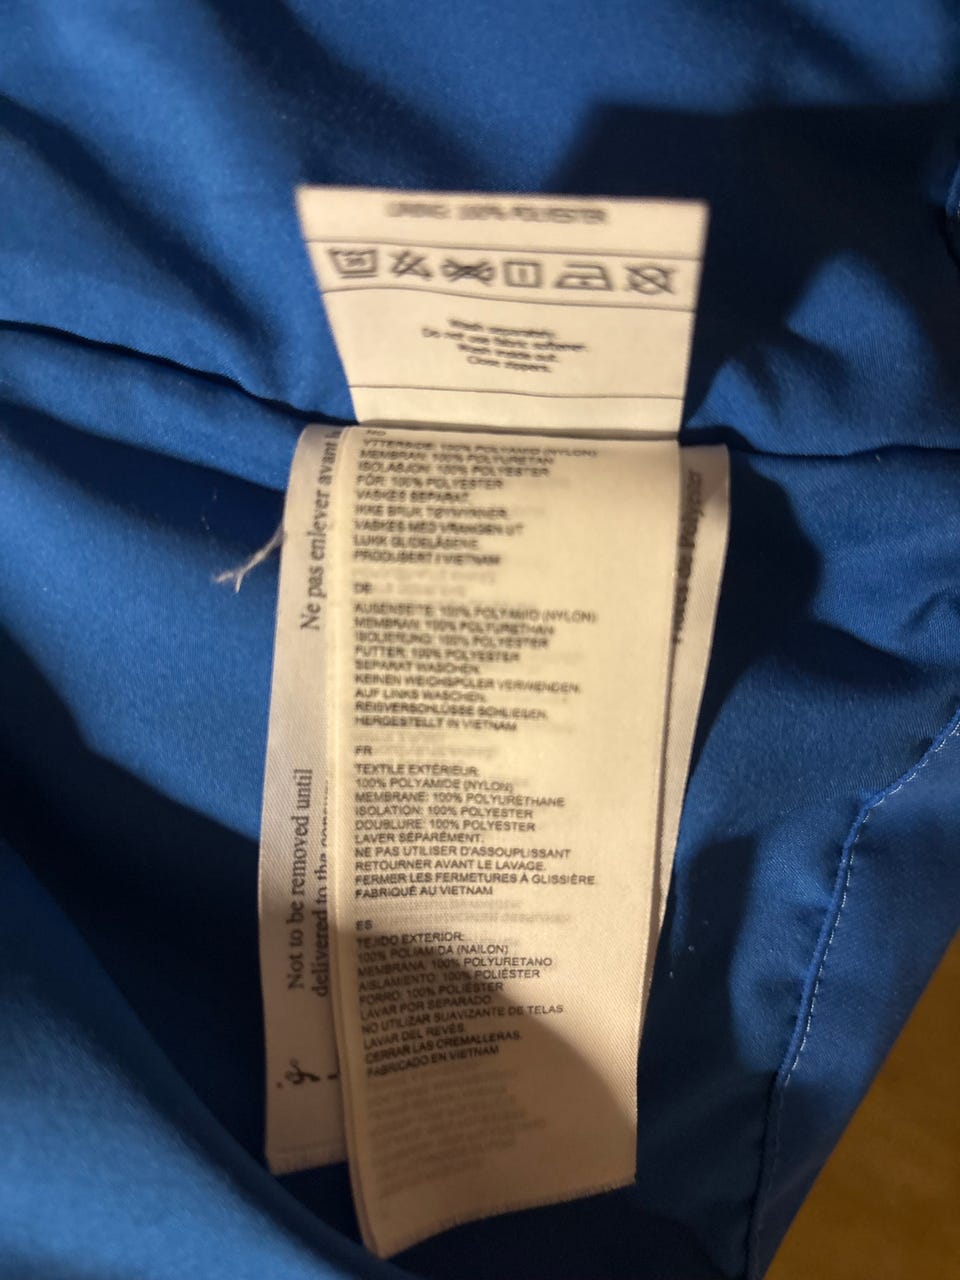 LINING: 100% POLYESTER
30
Wash separately.
Do not use fabric softener.
Wash inside out.
Close zippers.
NO
YTTERSIDE: 100% POLYAMID (NYLON)
MEMBRAN: 100% POLYURETAN
ISOLASJON: 100% POLYESTER
FÔR: 100% POLYESTER
VASKES SEPARAT.
IKKE BRUK TØYMYKNER.
VASKES MED VRANGEN UT
LUKK GLIDELÅSENE.
PRODUSERT I VIETNAM
DE
AUSENSEITE: 100% POLYAMID (NYLON)
MEMBRAN: 100% POLYURETHAN
ISOLIERUNG: 100% POLYESTER
FUTTER: 100% POLYESTER
SEPARAT WASCHEN.
KEINEN WEICHSPÜLER VERWENDEN.
AUF LINKS WASCHEN.
REIßVERSCHLÜSSE SCHLIEßEN.
HERGESTELLT IN VIETNAM
FR
TEXTILE EXTÉRIEUR:
100% POLYAMIDE (NYLON)
MEMBRANE: 100% POLYURÉTHANE
ISOLATION: 100% POLYESTER
DOUBLURE: 100% POLYESTER
LAVER SÉPARÉMENT.
NE PAS UTILISER D'ASSOUPLISSANT
RETOURNER AVANT LE LAVAGE.
FERMER LES FERMETURES À GLISSIÈRE.
FABRIQUÉ AU VIETNAM
ES
TEJIDO EXTERIOR:
100% POLIAMIDA (NAILON)
MEMBRANA: 100% POLYURETANO
AISLAMIENTO: 100% POLIÉSTER
FORRO: 100% POLIÉSTER
LAVAR POR SEPARADO.
NO UTILIZAR SUAVIZANTE DE TELAS
LAVAR DEL REVÉS.
CERRAR LAS CREMALLERAS.
FABRICADO EN VIETNAM
Ne pas enlever avant
Not to be removed until
delivered to the
Polyester